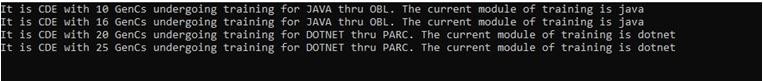 It is CDE with 10 GenCs undergoing training for JAVA thru OBL. The current module of training is java
It is CDE with 16 GenCs undergoing training for JAVA thru OBL. The current module of training is java
It is CDE with 20 GenCs undergoing training for DOTNET thru PARC. The current module of training is dotnet
It is CDE with 25 GenCs undergoing training for DOTNET thru PARC. The current module of training is dotnet